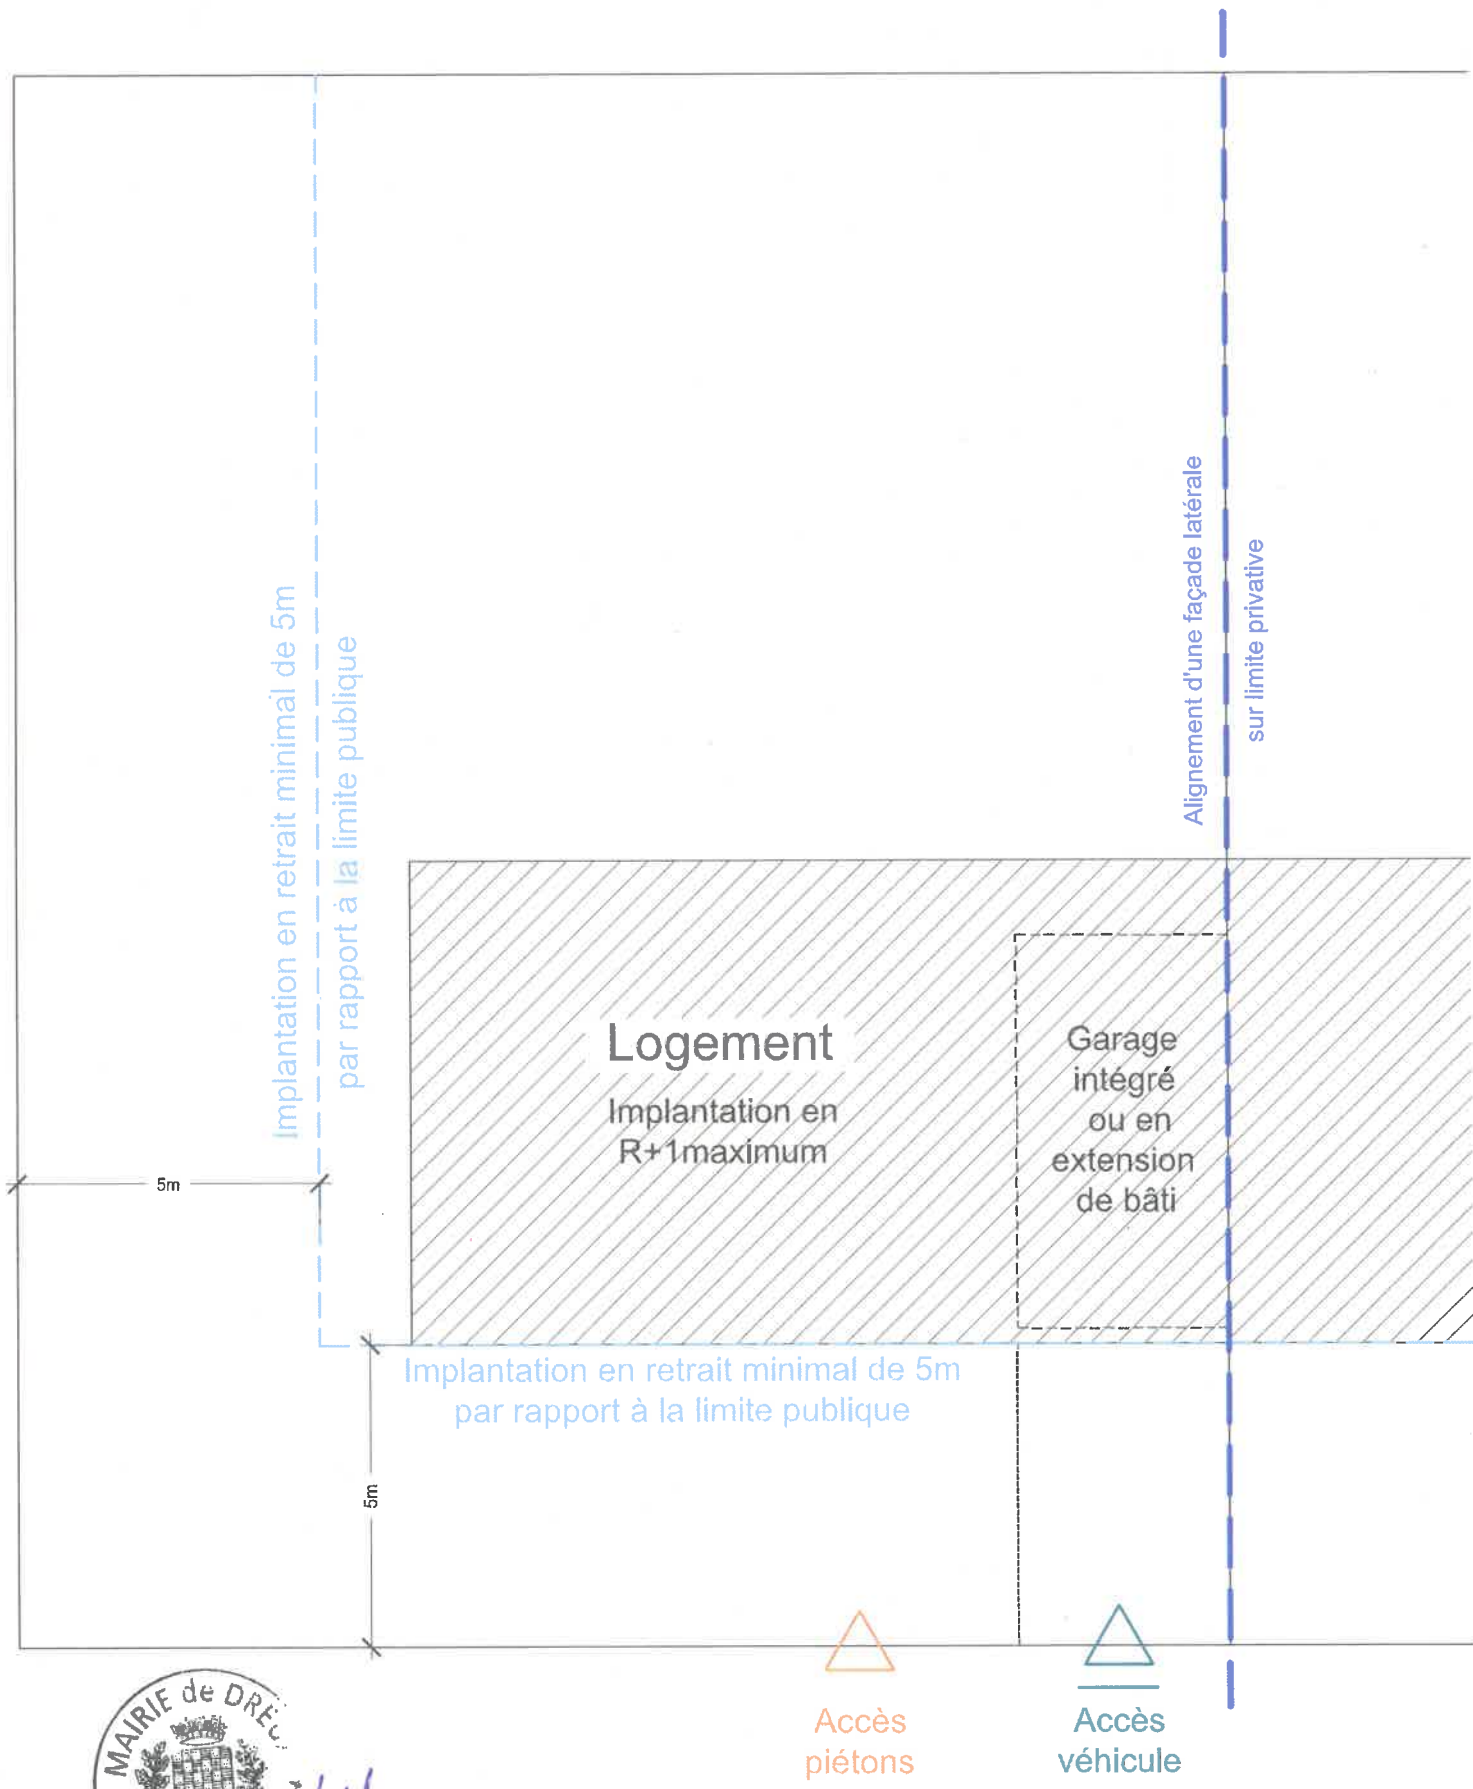 Alignement d'une façade latérale
sur limite privative
Implantation en retrait minimal de 5m
par rapport à la limite publique
Logement
Implantation en
R+1maximum
Garage
intégré
ou en
extension
de bâti
5m
Implantation en retrait minimal de 5m
par rapport à la limite publique
5m
Accès
piétons
Accès
véhicule
MAIRIE de